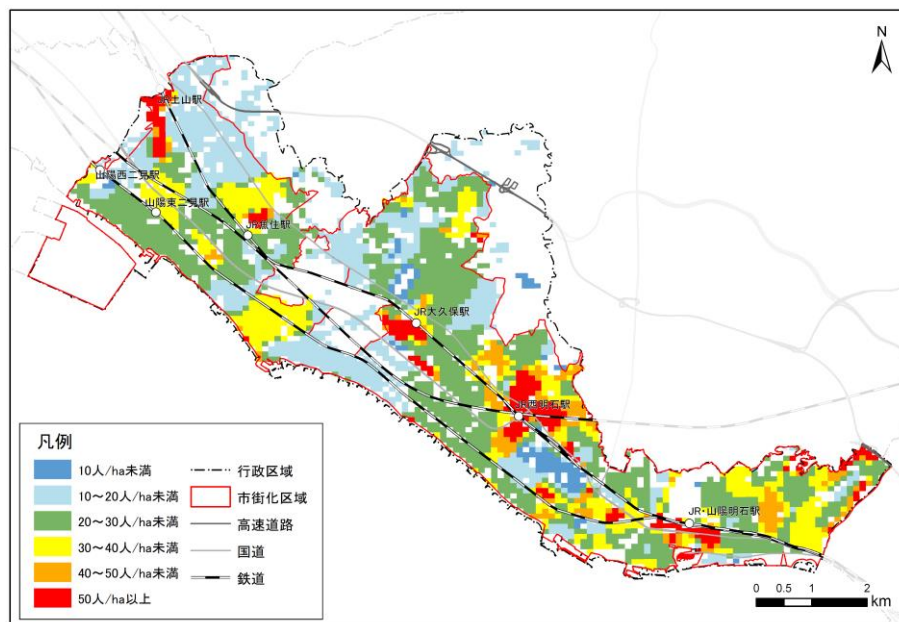 N
JR土山駅
山陽西二見駅
山陽東二見駅
JR魚住駅
JR大久保駅
JR西明石駅
JR・山陽明石駅
凡例
10人/ha未満
10～20人/ha未満
20～30人/ha未満
30～40人/ha未満
40～50人/ha未満
50人/ha以上
行政区域
市街化区域
高速道路
国道
鉄道
0 0.5 1 2
km